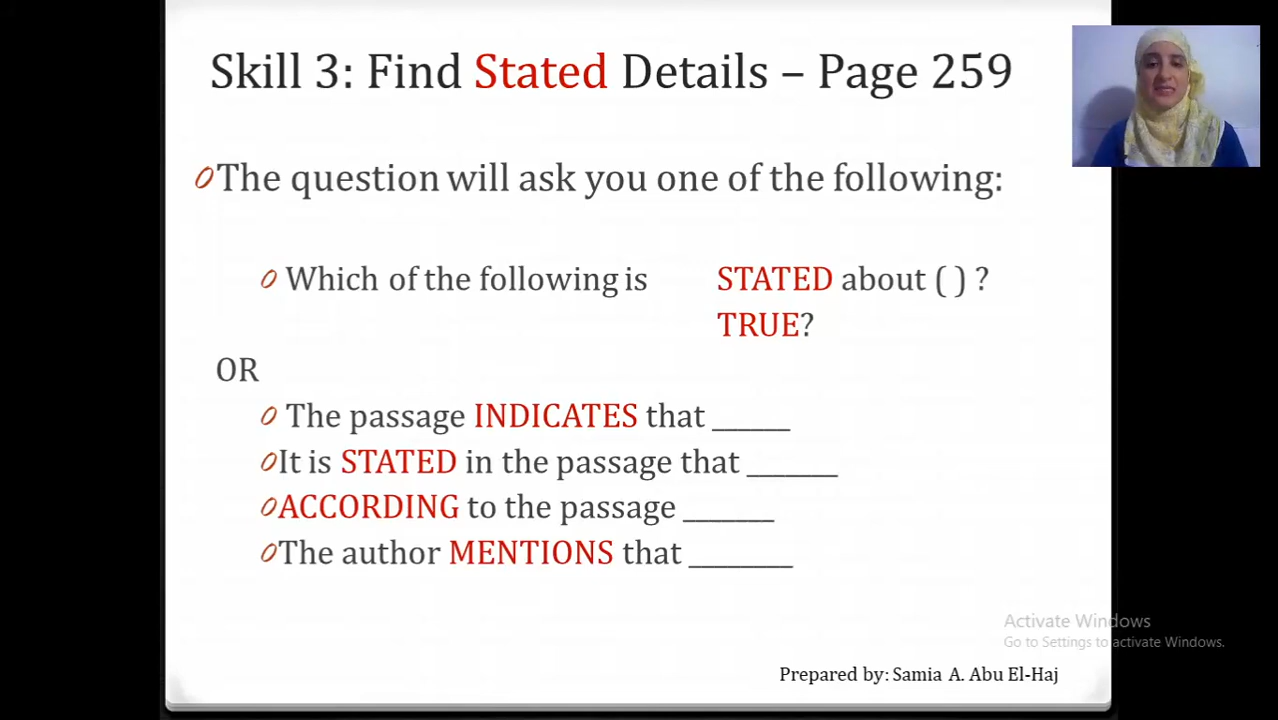 Skill 3: Find Stated Details – Page 259
The question will ask you one of the following:
Which of the following is STATED about ( ) ?
TRUE?
OR
The passage INDICATES that ______
It is STATED in the passage that _______
ACCORDING to the passage _______
The author MENTIONS that ________
Activate Windows
Go to Settings to activate Windows.
Prepared by: Samia A. Abu El-Haj